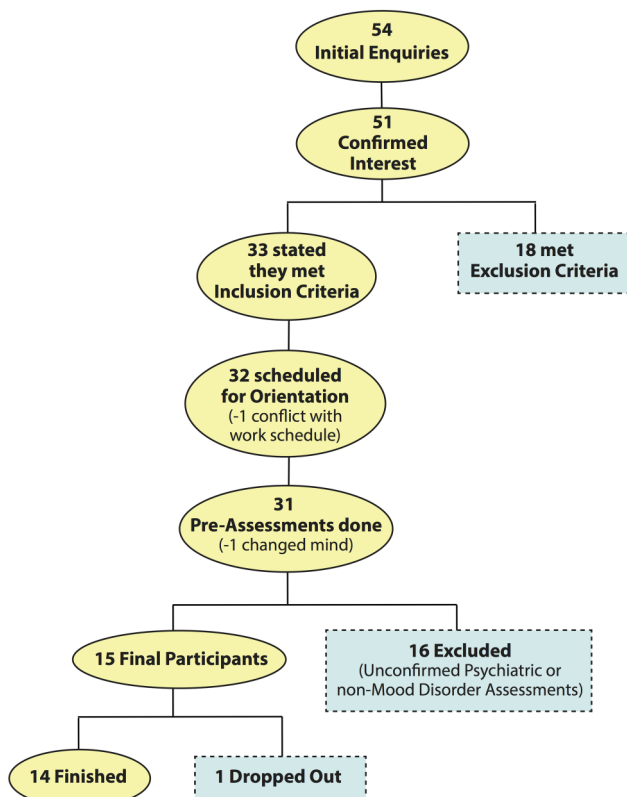 54
Initial Enquiries
51
Confirmed
Interest
33 stated
they met
Inclusion Criteria
18 met
Exclusion Criteria
32 scheduled
for Orientation
(-1 conflict with
work schedule)
31
Pre-Assessments done
(-1 changed mind)
15 Final Participants
16 Excluded
(Unconfirmed Psychiatric or
non-Mood Disorder Assessments)
14 Finished
1 Dropped Out